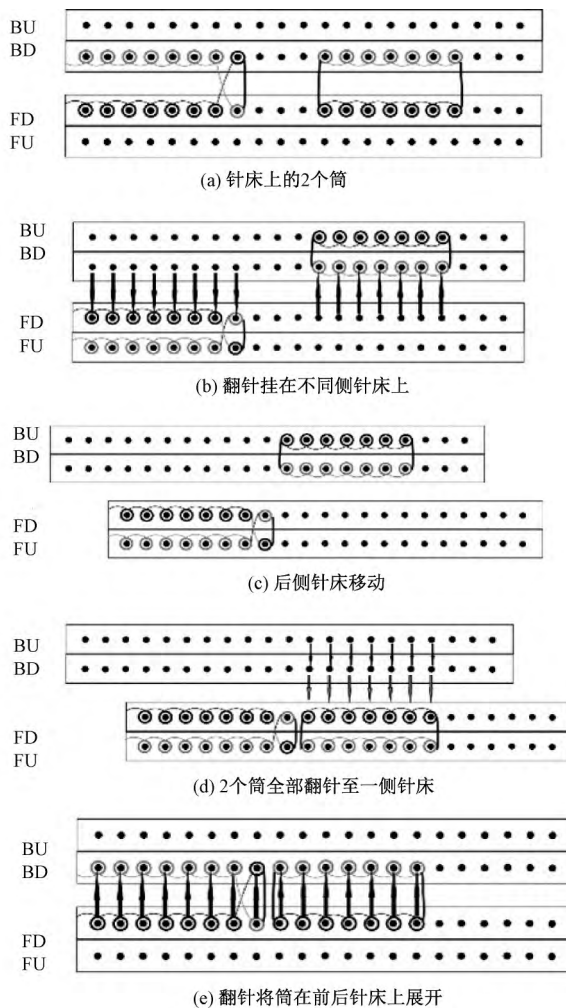 BU
BD
FD
FU
(a) 针床上的2个筒
BU
BD
FD
FU
(b) 翻针挂在不同侧针床上
BU
BD
FD
FU
(c) 后侧针床移动
BU
BD
FD
FU
(d) 2个筒全部翻针至一侧针床
BU
BD
FD
FU
(e) 翻针将筒在前后针床上展开